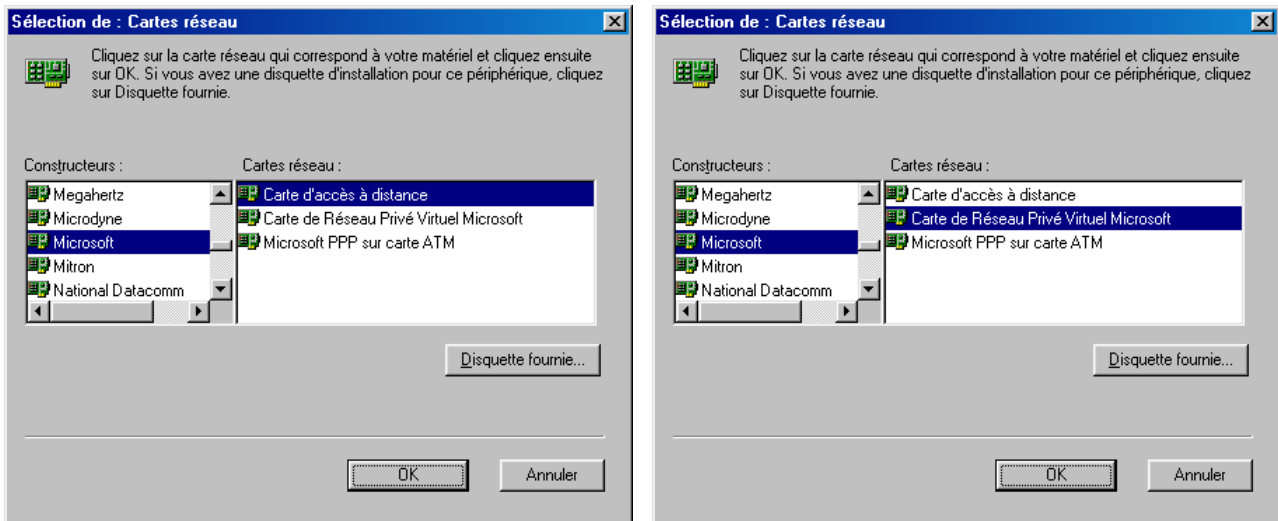 Sélection de : Cartes réseau
Cliquez sur la carte réseau qui correspond à votre matériel et cliquez ensuite
sur OK. Si vous avez une disquette d'installation pour ce périphérique, cliquez
sur Disquette fournie.
Constructeurs :
Megahertz
Microdyne
Microsoft
Mitron
National Datacomm
Cartes réseau :
Carte d'accès à distance
Carte de Réseau Privé Virtuel Microsoft
Microsoft PPP sur carte ATM
Disquette fournie...
OK
Annuler
Sélection de : Cartes réseau
Cliquez sur la carte réseau qui correspond à votre matériel et cliquez ensuite
sur OK. Si vous avez une disquette d'installation pour ce périphérique, cliquez
sur Disquette fournie.
Constructeurs :
Megahertz
Microdyne
Microsoft
Mitron
National Datacomm
Cartes réseau :
Carte d'accès à distance
Carte de Réseau Privé Virtuel Microsoft
Microsoft PPP sur carte ATM
Disquette fournie...
OK
Annuler